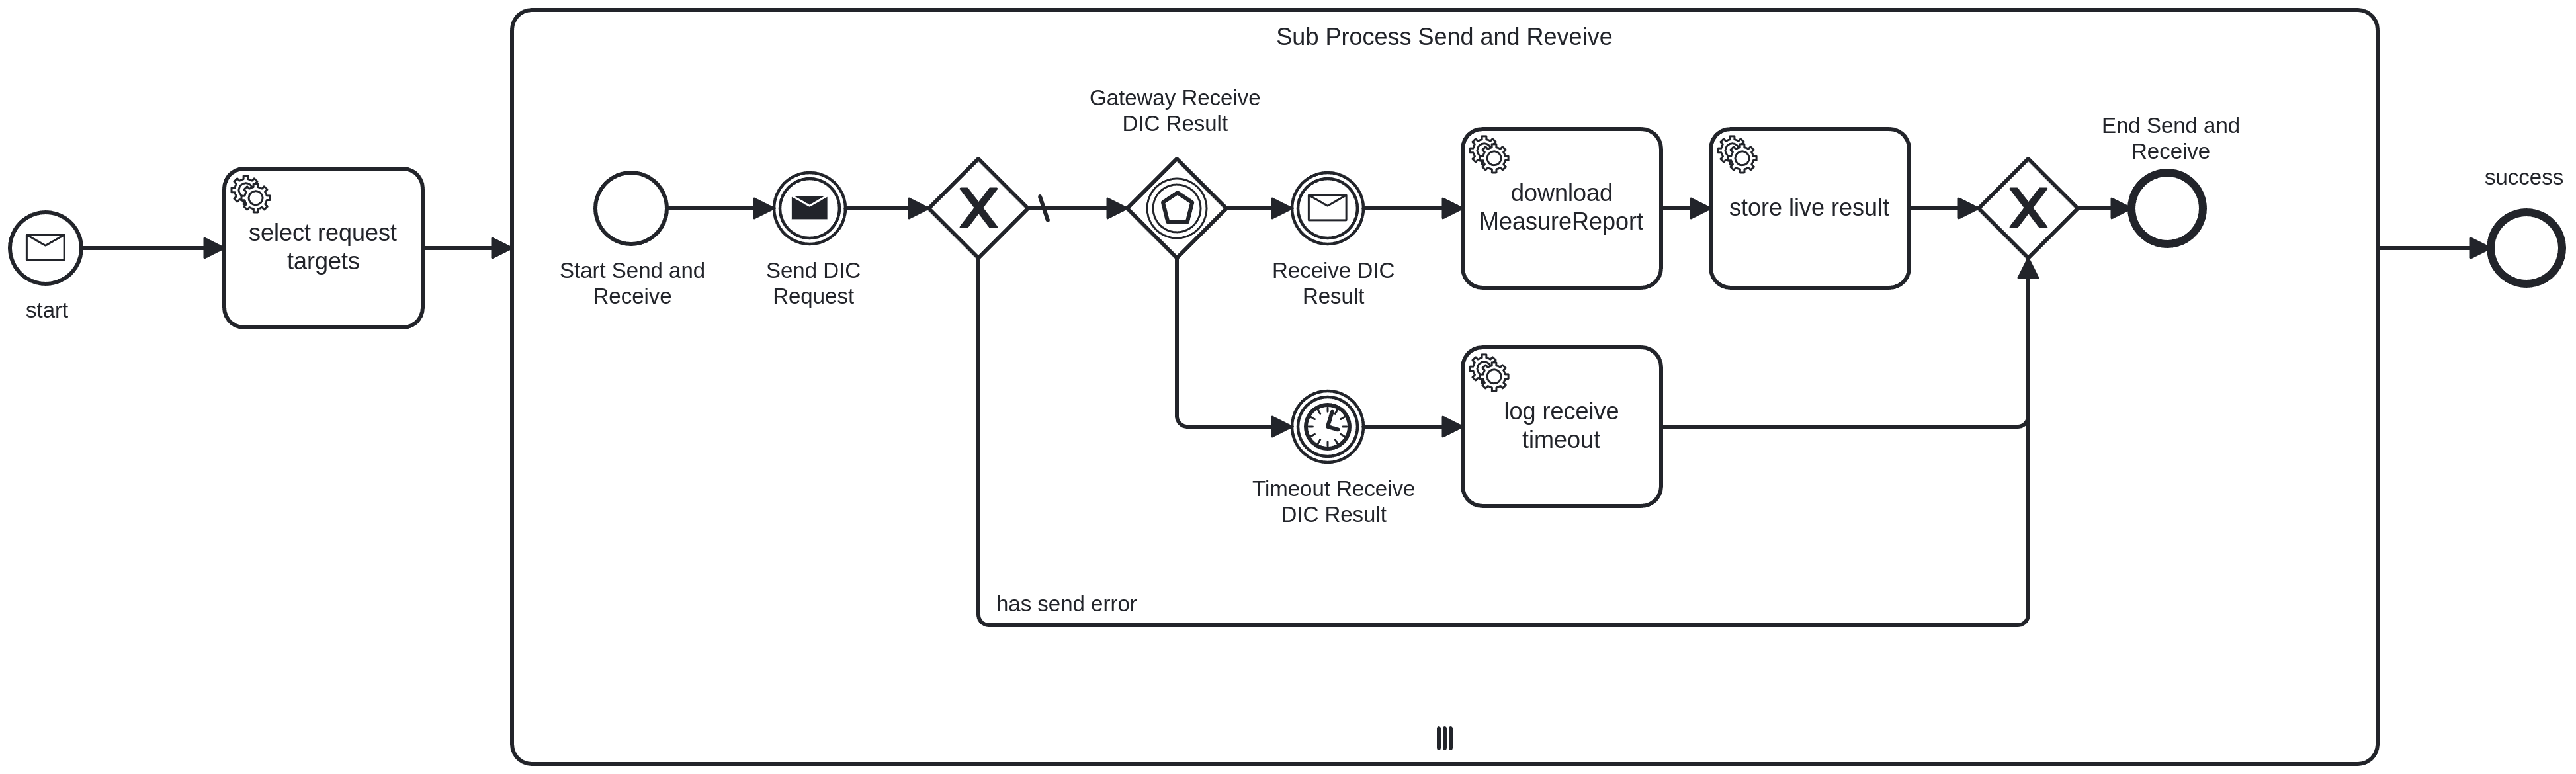 Sub Process Send and Reveive
start
select request
targets
Start Send and
Receive
Send DIC
Request
Gateway Receive
DIC Result
Receive DIC
Result
download
MeasureReport
store live result
End Send and
Receive
success
Timeout Receive
DIC Result
log receive
timeout
has send error